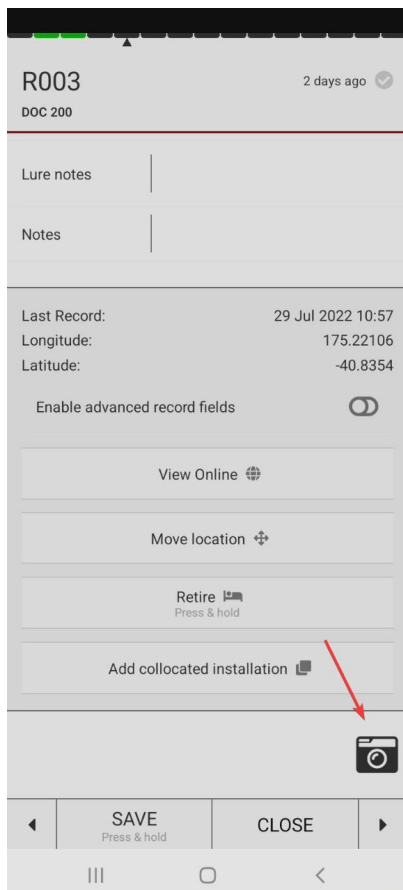 R003
2 days ago
DOC 200
Lure notes
Notes
Last Record: 29 Jul 2022 10:57
Longitude: 175.22106
Latitude: -40.8354
Enable advanced record fields
View Online
Move location
Retire
Press & hold
Add collocated installation
SAVE
Press & hold
CLOSE